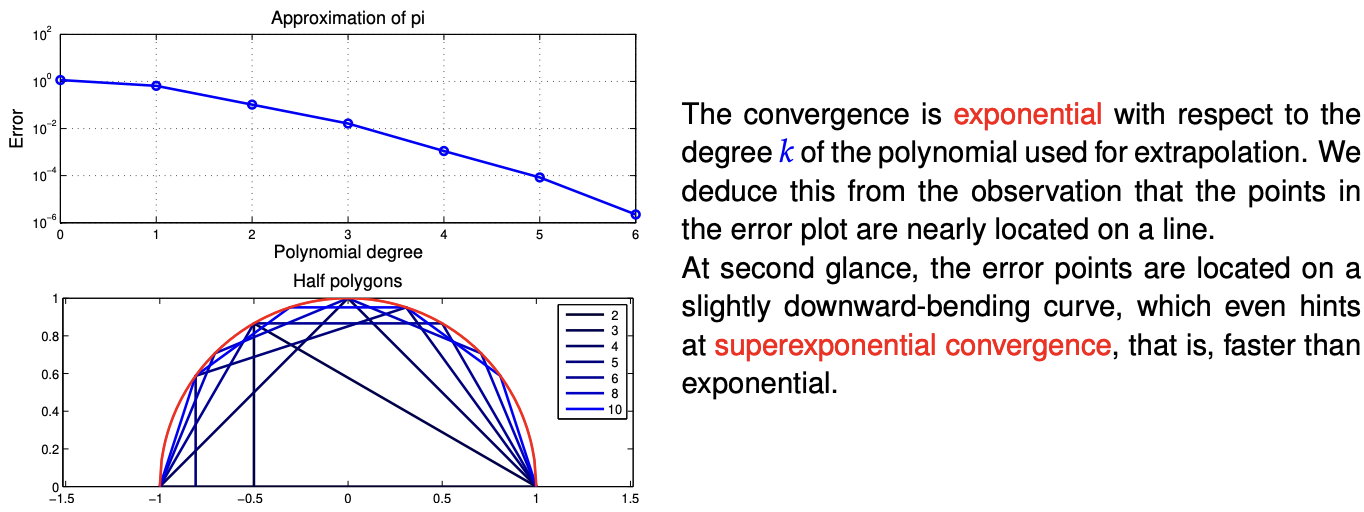 Approximation of pi
10^2
10^0
10^-2
10^-4
10^-6
Error
0 1 2 3 4 5 6
Polynomial degree
Half polygons
1
0.8
0.6
0.4
0.2
0
−1.5 −1 −0.5 0 0.5 1 1.5
2
3
4
5
6
8
10
The convergence is exponential with respect to the
degree k of the polynomial used for extrapolation. We
deduce this from the observation that the points in
the error plot are nearly located on a line.
At second glance, the error points are located on a
slightly downward-bending curve, which even hints
at superexponential convergence, that is, faster than
exponential.